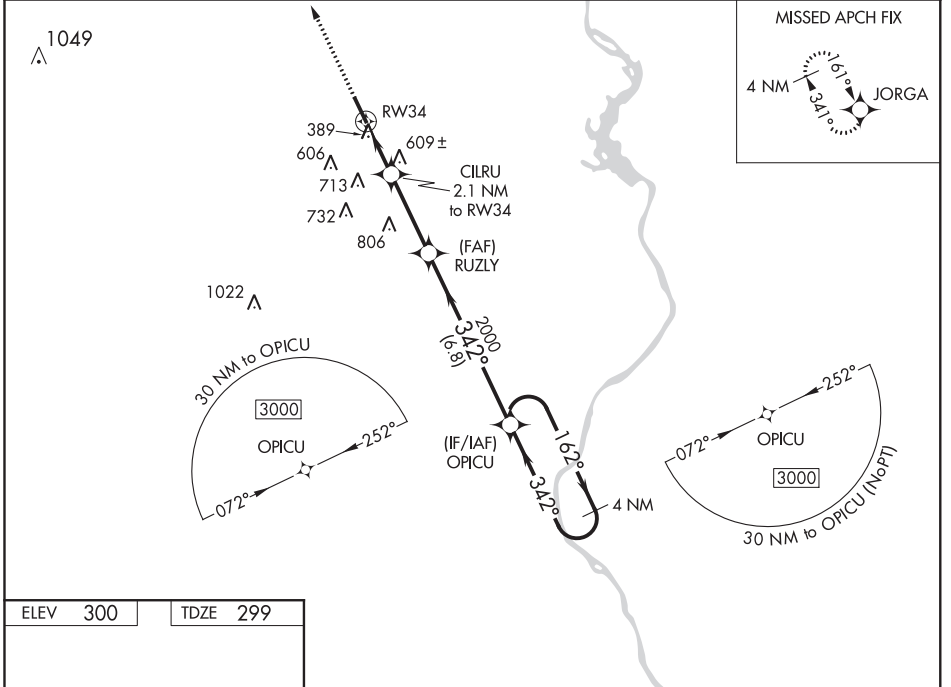 1049
MISSED APCH FIX
4 NM
161°
341°
JORGA
RW34
389
609±
606
713
CILRU
2.1 NM
to RW34
732
806
(FAF)
RUZLY
1022
342°
2000
(6.8)
30 NM to OPICU
3000
OPICU
252°
072°
(IF/IAF)
OPICU
162°
342°
4 NM
252°
072°
OPICU
3000
30 NM to OPICU (NoPT)
ELEV 300
TDZE 299